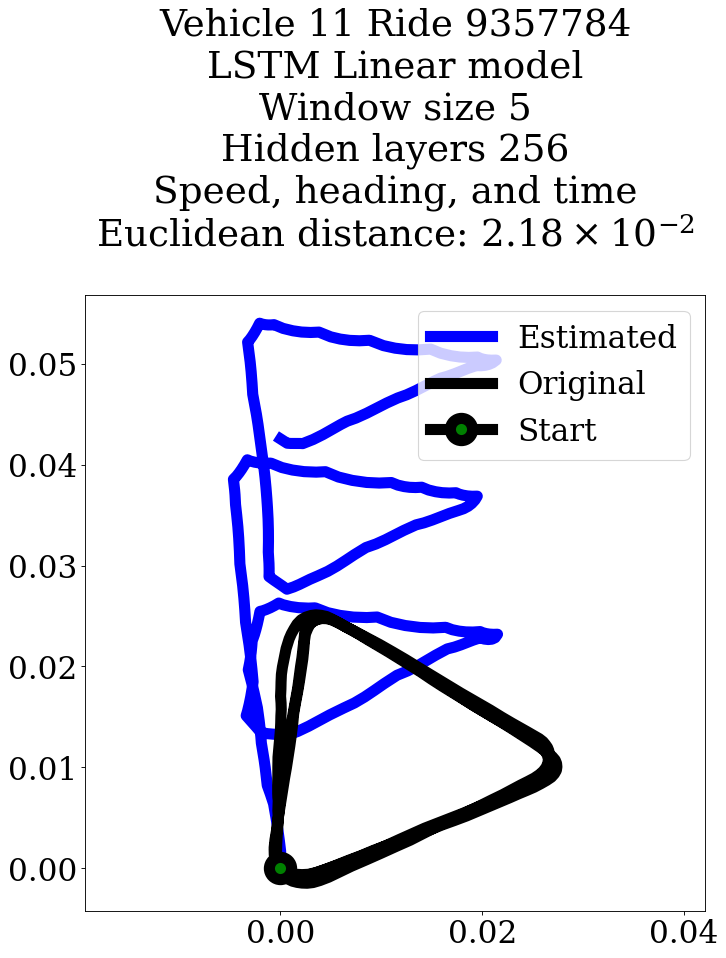 Vehicle 11 Ride 9357784
LSTM Linear model
Window size 5
Hidden layers 256
Speed, heading, and time
Euclidean distance: 2.18 × 10⁻²
Estimated
Original
Start
0.05
0.04
0.03
0.02
0.01
0.00
0.00 0.02 0.04